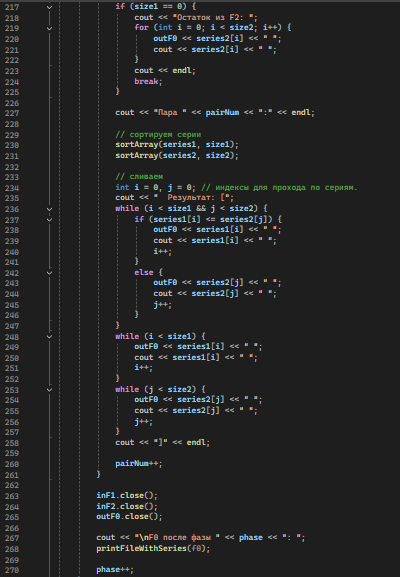 217 if (size1 == 0) {
218 cout << "Остаток из F2: ";
219 for (int i = 0; i < size2; i++) {
220 outF0 << series2[i] << " ";
221 cout << series2[i] << " ";
222 }
223 cout << endl;
224 break;
225 }
226
227 cout << "Пара " << pairNum << ":" << endl;
228
229 // сортируем серии
230 sortArray(series1, size1);
231 sortArray(series2, size2);
232
233 // сливаем
234 int i = 0, j = 0; // индексы для прохода по сериям.
235 cout << "  Результат: [";
236 while (i < size1 && j < size2) {
237 if (series1[i] <= series2[j]) {
238 outF0 << series1[i] << " ";
239 cout << series1[i] << " ";
240 i++;
241 }
242 else {
243 outF0 << series2[j] << " ";
244 cout << series2[j] << " ";
245 j++;
246 }
247 }
248 while (i < size1) {
249 outF0 << series1[i] << " ";
250 cout << series1[i] << " ";
251 i++;
252 }
253 while (j < size2) {
254 outF0 << series2[j] << " ";
255 cout << series2[j] << " ";
256 j++;
257 }
258 cout << "]" << endl;
259
260 pairNum++;
261 }
262
263 inF1.close();
264 inF2.close();
265 outF0.close();
266
267 cout << "\nF0 после фазы " << phase << ": ";
268 printFileWithSeries(f0);
269
270 phase++;